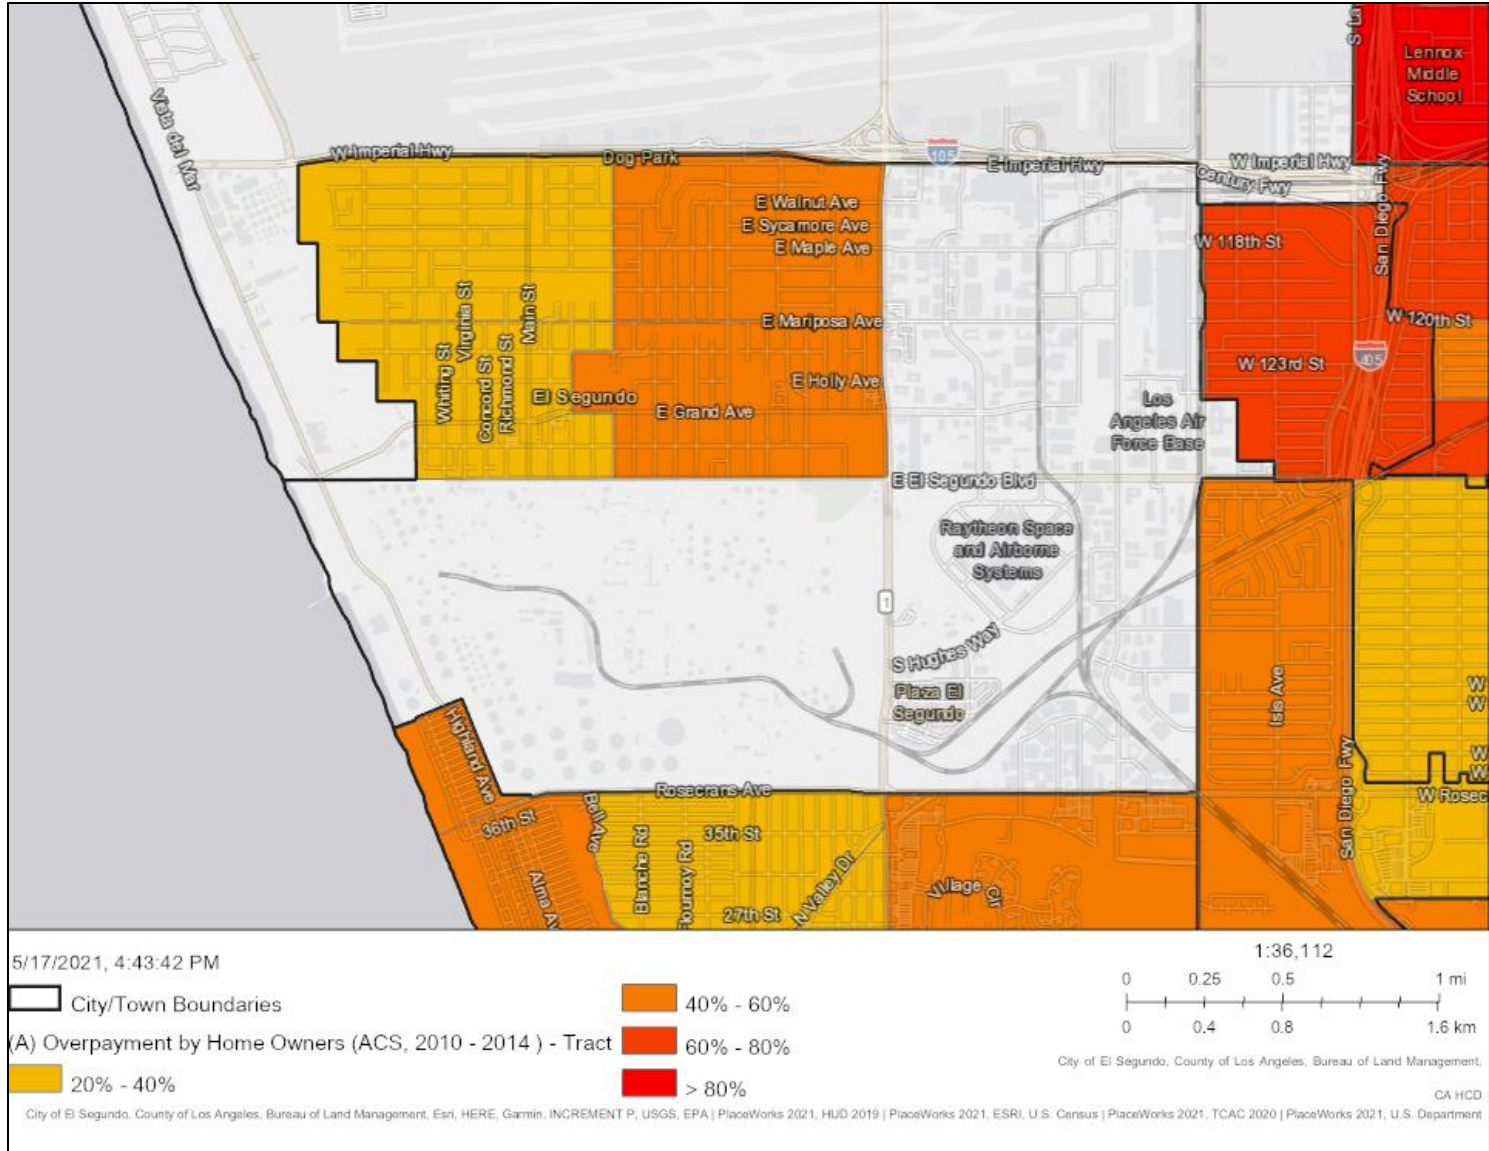 S La
Lennox
Middle
School
Vista del Mar
W Imperial Hwy
Dog Park
105
E Imperial Hwy
W Imperial Hwy
Century Fwy
San Diego Fwy
E Walnut Ave
E Sycamore Ave
E Maple Ave
W 118th St
E Mariposa Ave
W 120th St
Whiting St
Virginia St
Concord St
Richmond St
Main St
W 123rd St
405
E Holly Ave
El Segundo
E Grand Ave
Los
Angeles Air
Force Base
E El Segundo Blvd
Raytheon Space
and Airborne
Systems
1
S Hughes Way
Plaza El
Segundo
Isis Ave
W
W
W
W
Highland Ave
Rosecrans Ave
W Rosec
San Diego Fwy
36th St
Bell Ave
Blanche Rd
Flournoy Rd
35th St
N Valley Dr
27th St
Village Cir
Alma Av
5/17/2021, 4:43:42 PM
City/Town Boundaries
(A) Overpayment by Home Owners (ACS, 2010 - 2014 ) - Tract
20% - 40%
40% - 60%
60% - 80%
> 80%
1:36,112
0 0.25 0.5 1 mi
0 0.4 0.8 1.6 km
City of El Segundo, County of Los Angeles, Bureau of Land Management,
CA HCD
City of El Segundo, County of Los Angeles, Bureau of Land Management, Esri, HERE, Garmin, INCREMENT P, USGS, EPA | PlaceWorks 2021, HUD 2019 | PlaceWorks 2021, ESRI, U.S. Census | PlaceWorks 2021, TCAC 2020 | PlaceWorks 2021, U.S. Department